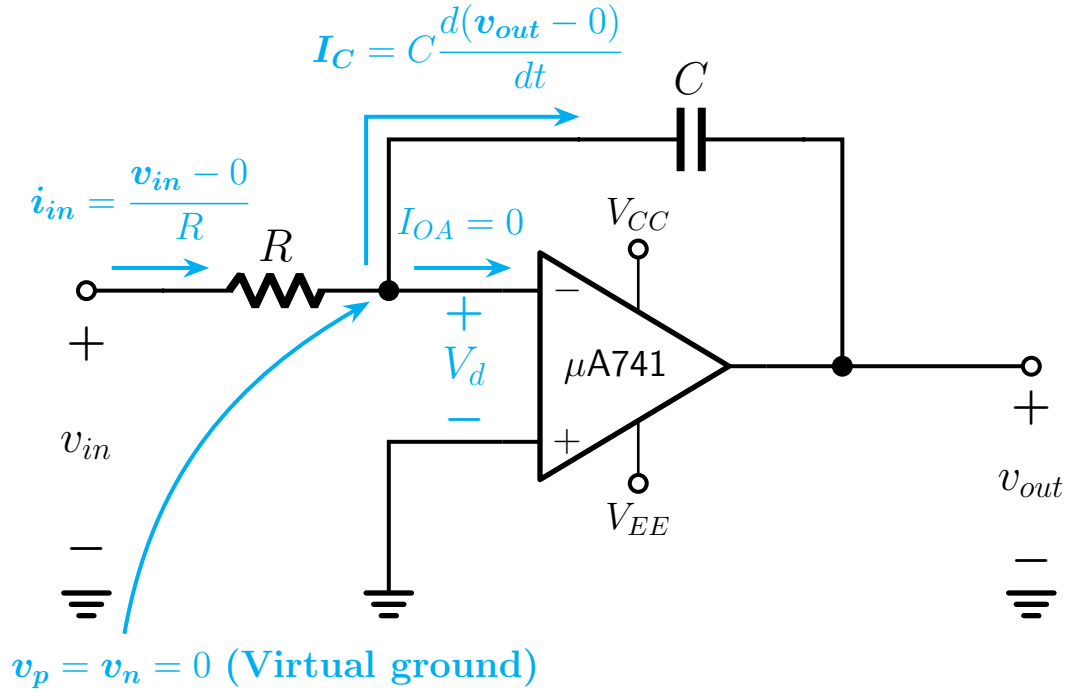 I_C = C d(v_out − 0)/dt
C
i_in = (v_in − 0)/R
R
I_OA = 0
V_CC
−
+
+
V_d
μA741
−
+
+
v_in
v_out
V_EE
−
−
v_p = v_n = 0 (Virtual ground)